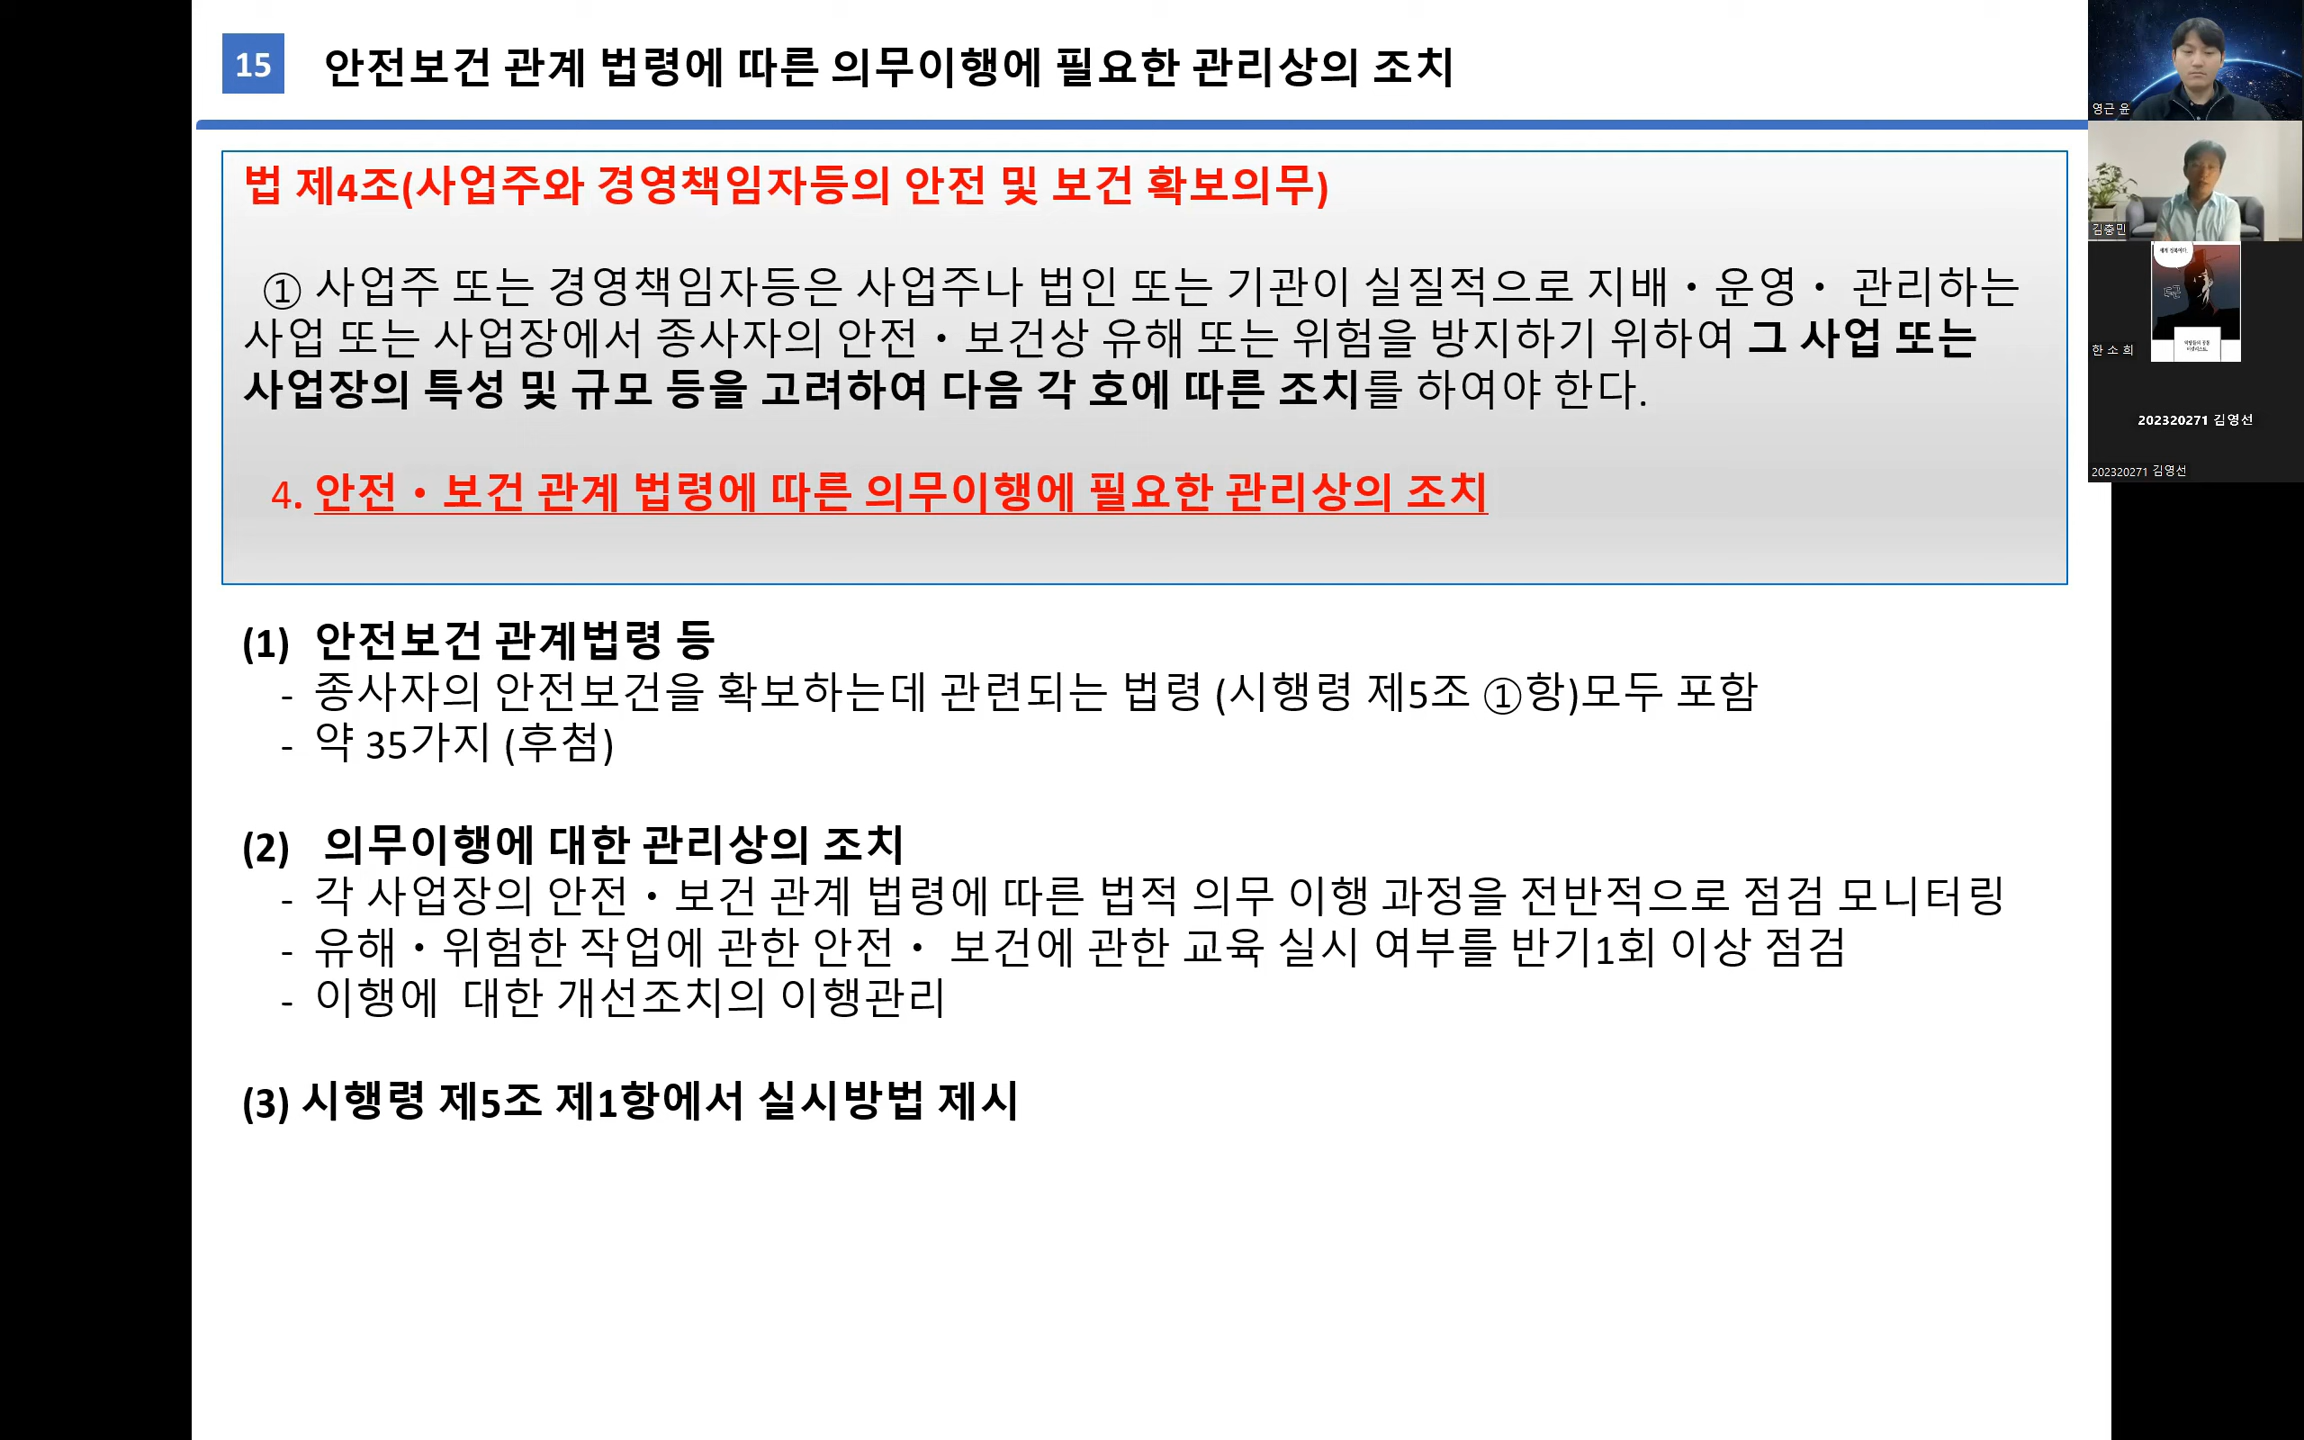 15 안전보건 관계 법령에 따른 의무이행에 필요한 관리상의 조치
법 제4조(사업주와 경영책임자등의 안전 및 보건 확보의무)
① 사업주 또는 경영책임자등은 사업주나 법인 또는 기관이 실질적으로 지배・운영・ 관리하는
사업 또는 사업장에서 종사자의 안전・보건상 유해 또는 위험을 방지하기 위하여 그 사업 또는
사업장의 특성 및 규모 등을 고려하여 다음 각 호에 따른 조치를 하여야 한다.
4. 안전・보건 관계 법령에 따른 의무이행에 필요한 관리상의 조치
(1) 안전보건 관계법령 등
- 종사자의 안전보건을 확보하는데 관련되는 법령 (시행령 제5조 ①항)모두 포함
- 약 35가지 (후첨)
(2) 의무이행에 대한 관리상의 조치
- 각 사업장의 안전・보건 관계 법령에 따른 법적 의무 이행 과정을 전반적으로 점검 모니터링
- 유해・위험한 작업에 관한 안전・ 보건에 관한 교육 실시 여부를 반기1회 이상 점검
- 이행에 대한 개선조치의 이행관리
(3) 시행령 제5조 제1항에서 실시방법 제시
영근 윤
김충민
한 소 희
202320271 김영선
202320271 김영선